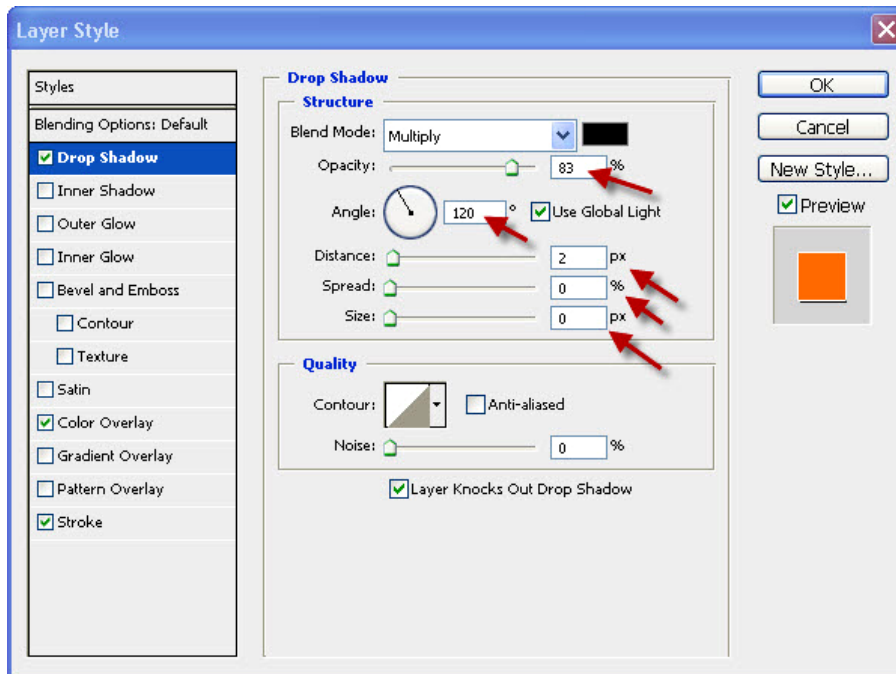 Layer Style
Styles
Blending Options: Default
Drop Shadow
Inner Shadow
Outer Glow
Inner Glow
Bevel and Emboss
Contour
Texture
Satin
Color Overlay
Gradient Overlay
Pattern Overlay
Stroke
Drop Shadow
Structure
Blend Mode: Multiply
Opacity: 83 %
Angle: 120 ° Use Global Light
Distance: 2 px
Spread: 0 %
Size: 0 px
Quality
Contour: Anti-aliased
Noise: 0 %
Layer Knocks Out Drop Shadow
OK
Cancel
New Style...
Preview